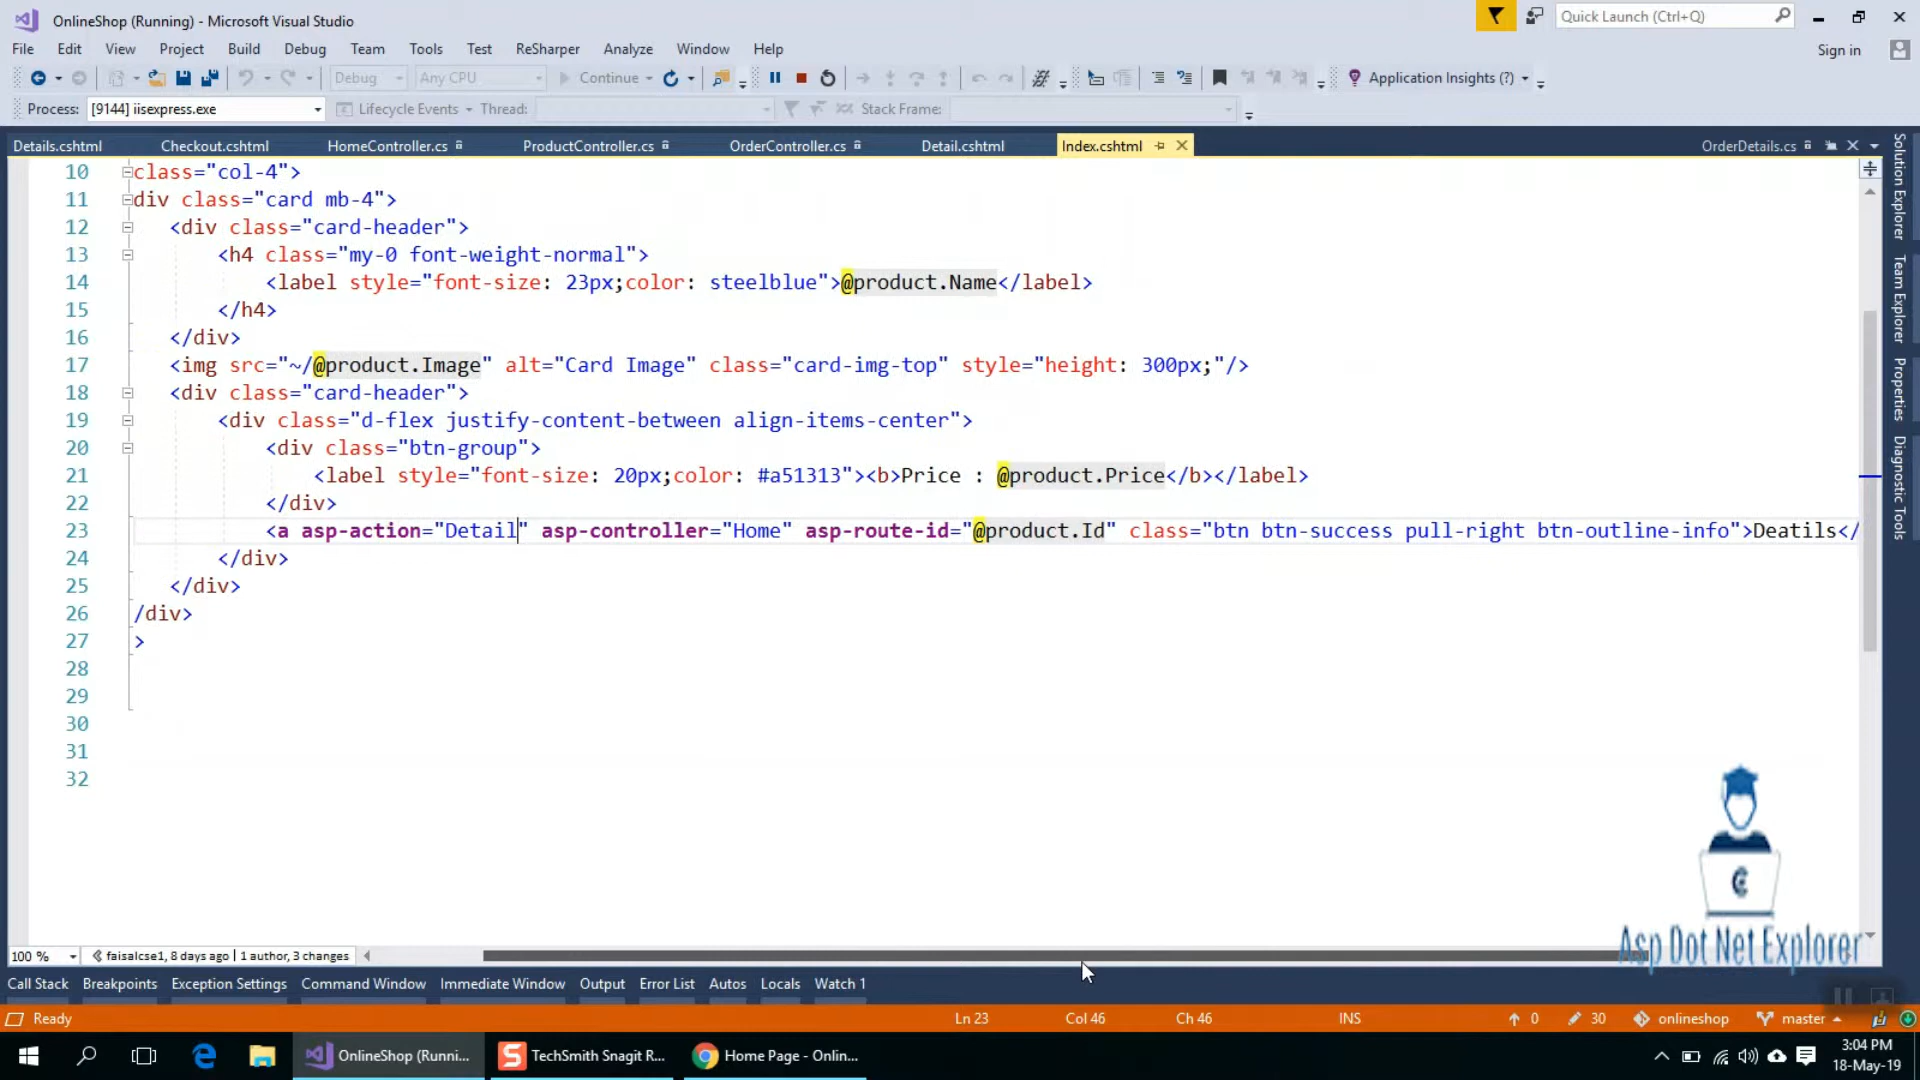 OnlineShop (Running) - Microsoft Visual Studio
Quick Launch (Ctrl+Q)
File Edit View Project Build Debug Team Tools Test ReSharper Analyze Window Help
Sign in
Debug Any CPU Continue Application Insights (?)
Process: [9144] iisexpress.exe Lifecycle Events Thread: Stack Frame:
Details.cshtml Checkout.cshtml HomeController.cs ProductController.cs OrderController.cs Detail.cshtml Index.cshtml OrderDetails.cs
10 class="col-4">
11 div class="card mb-4">
12 <div class="card-header">
13 <h4 class="my-0 font-weight-normal">
14 <label style="font-size: 23px;color: steelblue">@product.Name</label>
15 </h4>
16 </div>
17 <img src="~/@product.Image" alt="Card Image" class="card-img-top" style="height: 300px;"/>
18 <div class="card-header">
19 <div class="d-flex justify-content-between align-items-center">
20 <div class="btn-group">
21 <label style="font-size: 20px;color: #a51313"><b>Price : @product.Price</b></label>
22 </div>
23 <a asp-action="Detail" asp-controller="Home" asp-route-id="@product.Id" class="btn btn-success pull-right btn-outline-info">Deatils</
24 </div>
25 </div>
26 /div>
27 >
28
29
30
31
32
Solution Explorer
Team Explorer
Properties
Diagnostic Tools
Asp Dot Net Explorer
100 % faisalcse1, 8 days ago | 1 author, 3 changes
Call Stack Breakpoints Exception Settings Command Window Immediate Window Output Error List Autos Locals Watch 1
Ready Ln 23 Col 46 Ch 46 INS 0 30 onlineshop master
OnlineShop (Runni... TechSmith Snagit R... Home Page - Onlin...
3:04 PM
18-May-19